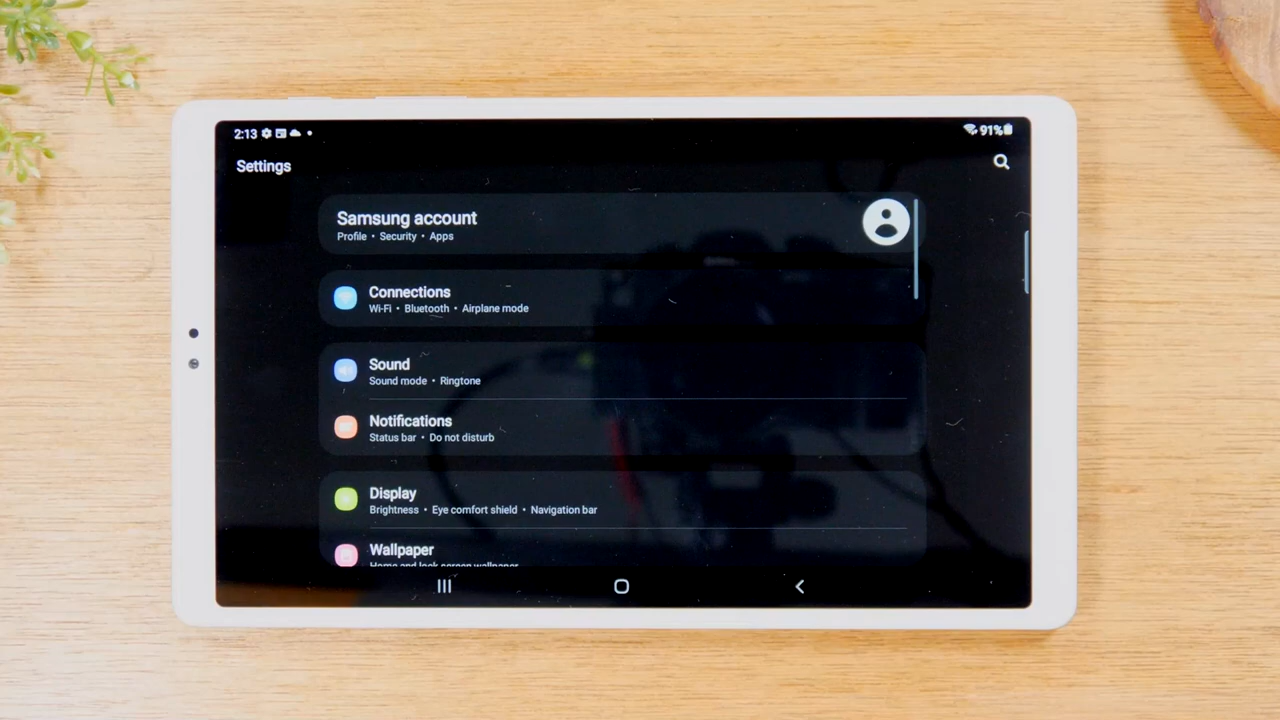 2:13
91%
Settings
Samsung account
Profile • Security • Apps
Connections
Wi-Fi • Bluetooth • Airplane mode
Sound
Sound mode • Ringtone
Notifications
Status bar • Do not disturb
Display
Brightness • Eye comfort shield • Navigation bar
Wallpaper
Home and lock screen wallpaper